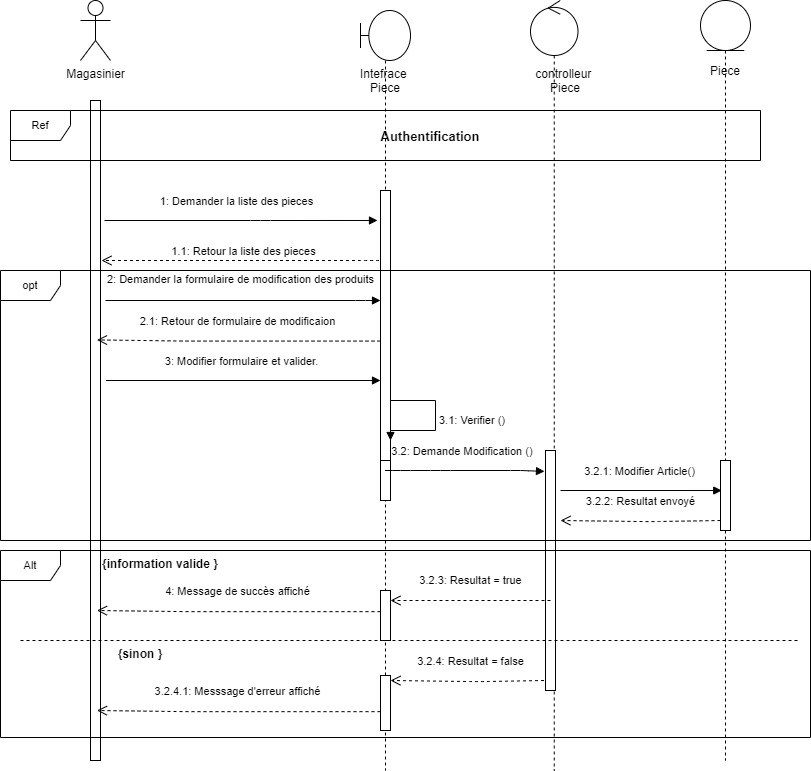 Magasinier
Intefrace
Piece
controlleur
Piece
Piece
Ref
Authentification
1: Demander la liste des pieces
1.1: Retour la liste des pieces
opt
2: Demander la formulaire de modification des produits
2.1: Retour de formulaire de modificaion
3: Modifier formulaire et valider.
3.1: Verifier ()
3.2: Demande Modification ()
3.2.1: Modifier Article()
3.2.2: Resultat envoyé
Alt
{information valide }
3.2.3: Resultat = true
4: Message de succès affiché
{sinon }
3.2.4: Resultat = false
3.2.4.1: Messsage d'erreur affiché